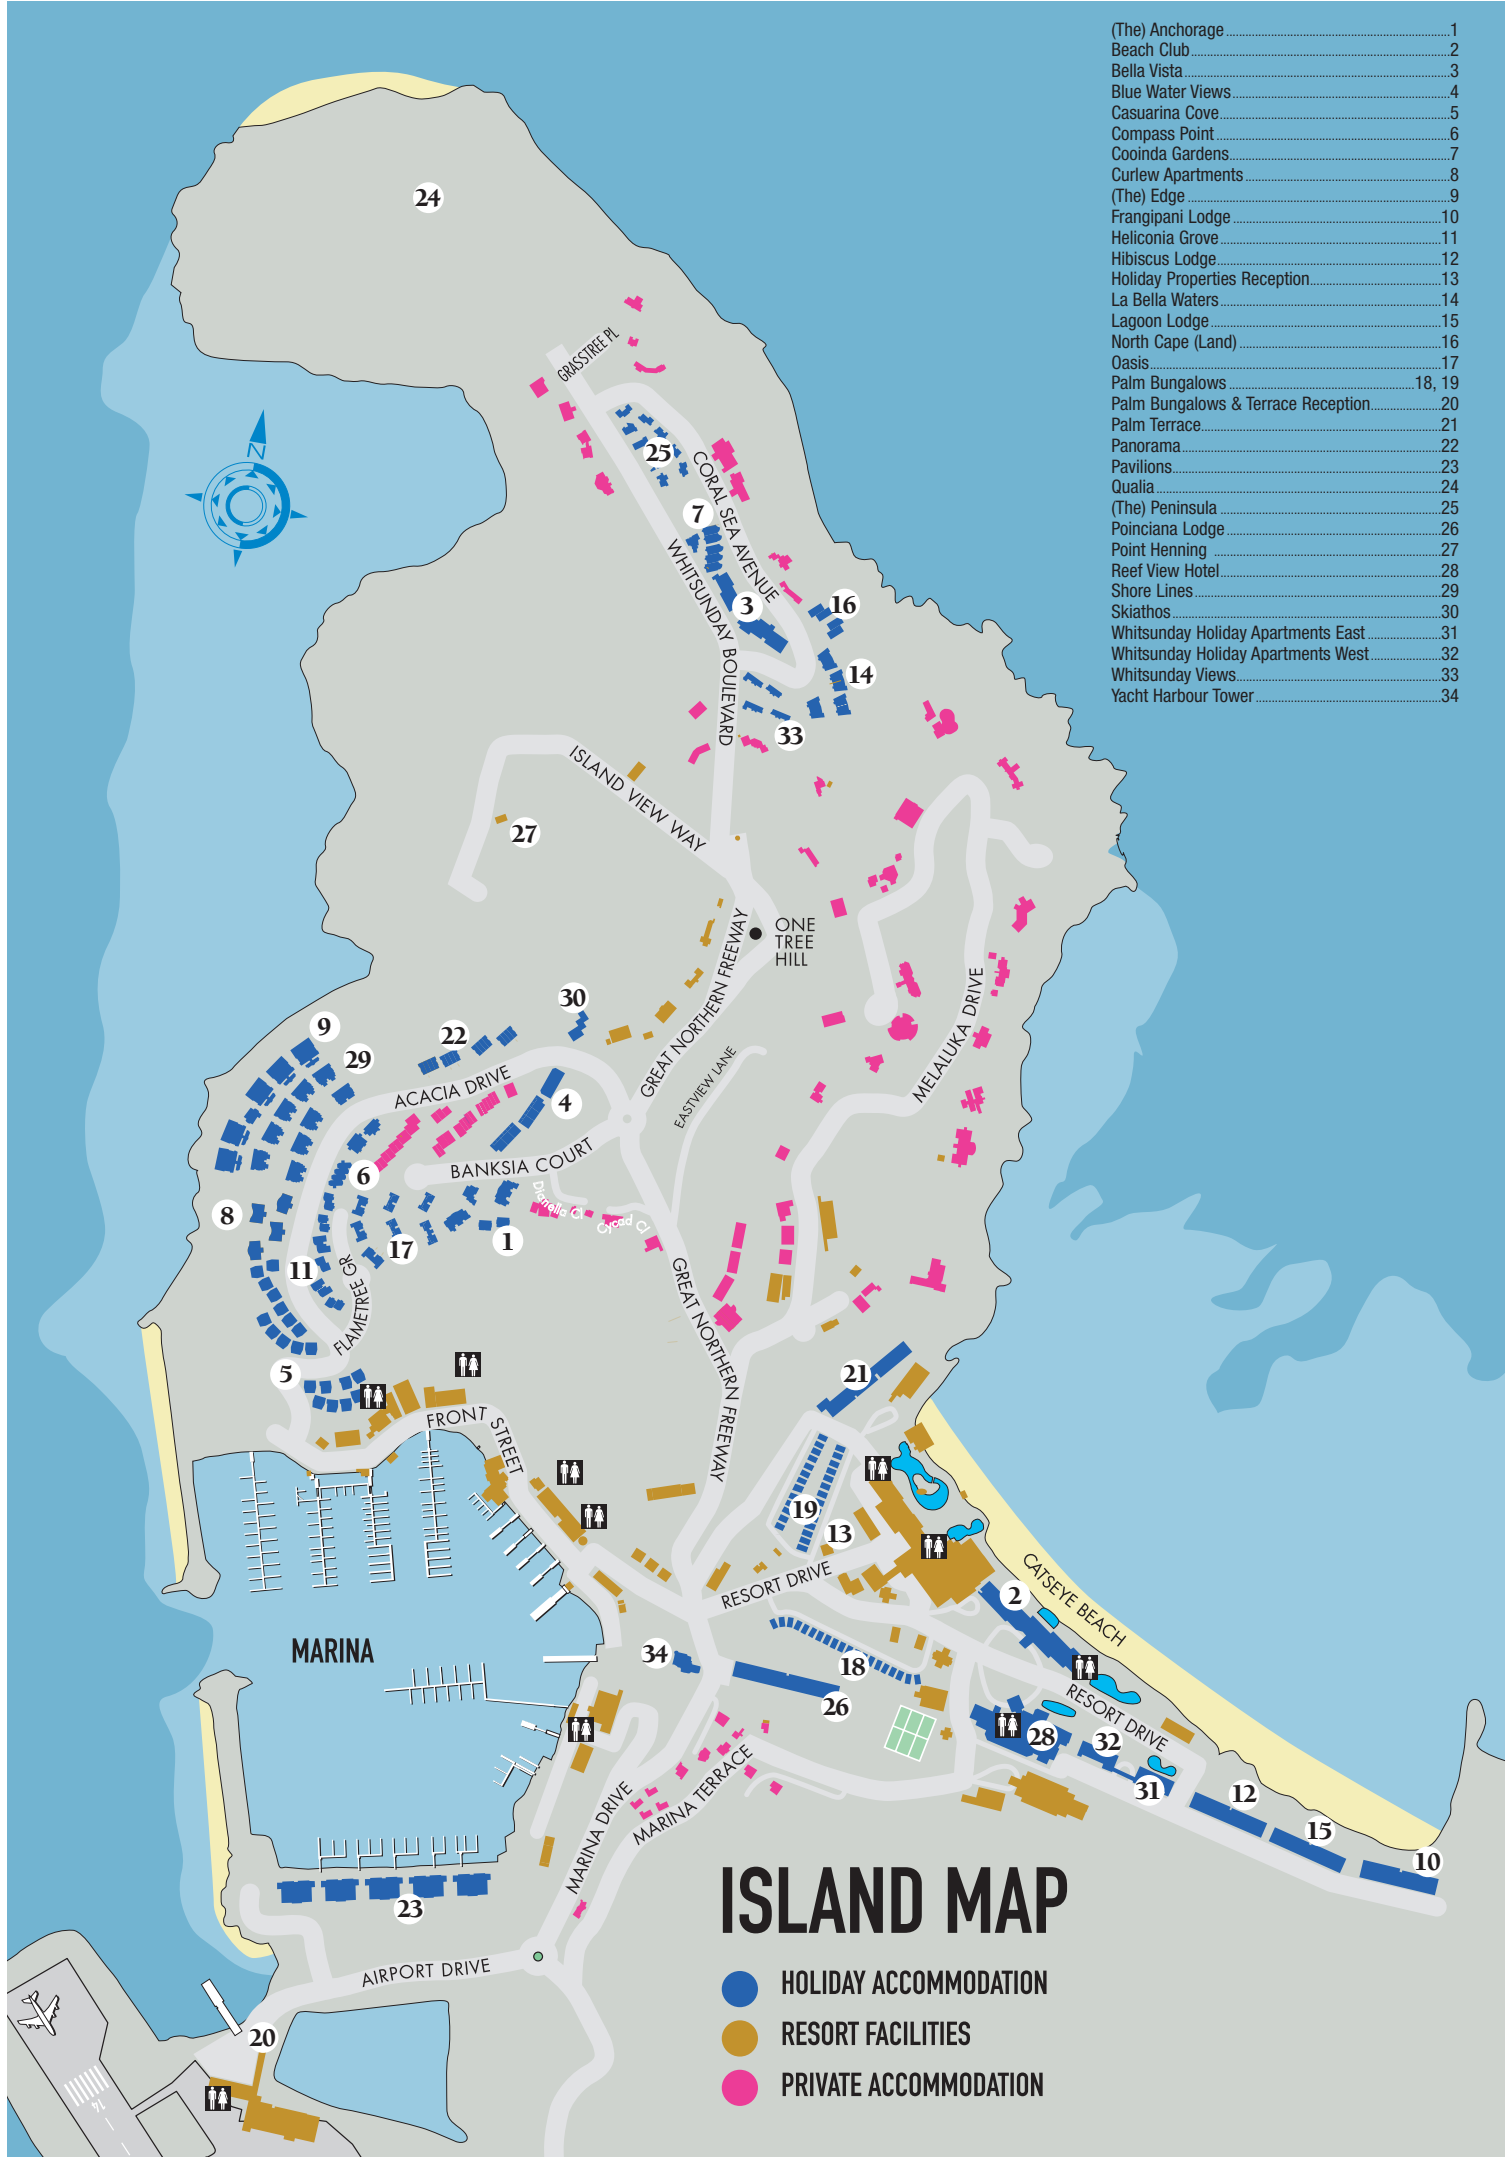 (The) Anchorage 1
Beach Club 2
Bella Vista 3
Blue Water Views 4
Casuarina Cove 5
Compass Point 6
Cooinda Gardens 7
Curlew Apartments 8
(The) Edge 9
Frangipani Lodge 10
Heliconia Grove 11
Hibiscus Lodge 12
Holiday Properties Reception 13
La Bella Waters 14
Lagoon Lodge 15
North Cape (Land) 16
Oasis 17
Palm Bungalows 18, 19
Palm Bungalows & Terrace Reception 20
Palm Terrace 21
Panorama 22
Pavilions 23
Qualia 24
(The) Peninsula 25
Poinciana Lodge 26
Point Henning 27
Reef View Hotel 28
Shore Lines 29
Skiathos 30
Whitsunday Holiday Apartments East 31
Whitsunday Holiday Apartments West 32
Whitsunday Views 33
Yacht Harbour Tower 34
24
GRASSTREE PL
N
25
CORAL SEA AVENUE
7
WHITSUNDAY BOULEVARD
3
16
14
33
ISLAND VIEW WAY
27
ONE
TREE
HILL
GREAT NORTHERN FREEWAY
MELALUKA DRIVE
30
9
22
29
EASTVIEW LANE
ACACIA DRIVE
4
BANKSIA COURT
6
Dianella Cl
Cycad Cl
8
17
1
11
FLAMETREE GR
GREAT NORTHERN FREEWAY
5
21
FRONT STREET
19
13
CATSEYE BEACH
RESORT DRIVE
2
MARINA
34
18
26
RESORT DRIVE
28
32
31
12
15
10
MARINA DRIVE
MARINA TERRACE
23
AIRPORT DRIVE
20
14
ISLAND MAP
HOLIDAY ACCOMMODATION
RESORT FACILITIES
PRIVATE ACCOMMODATION